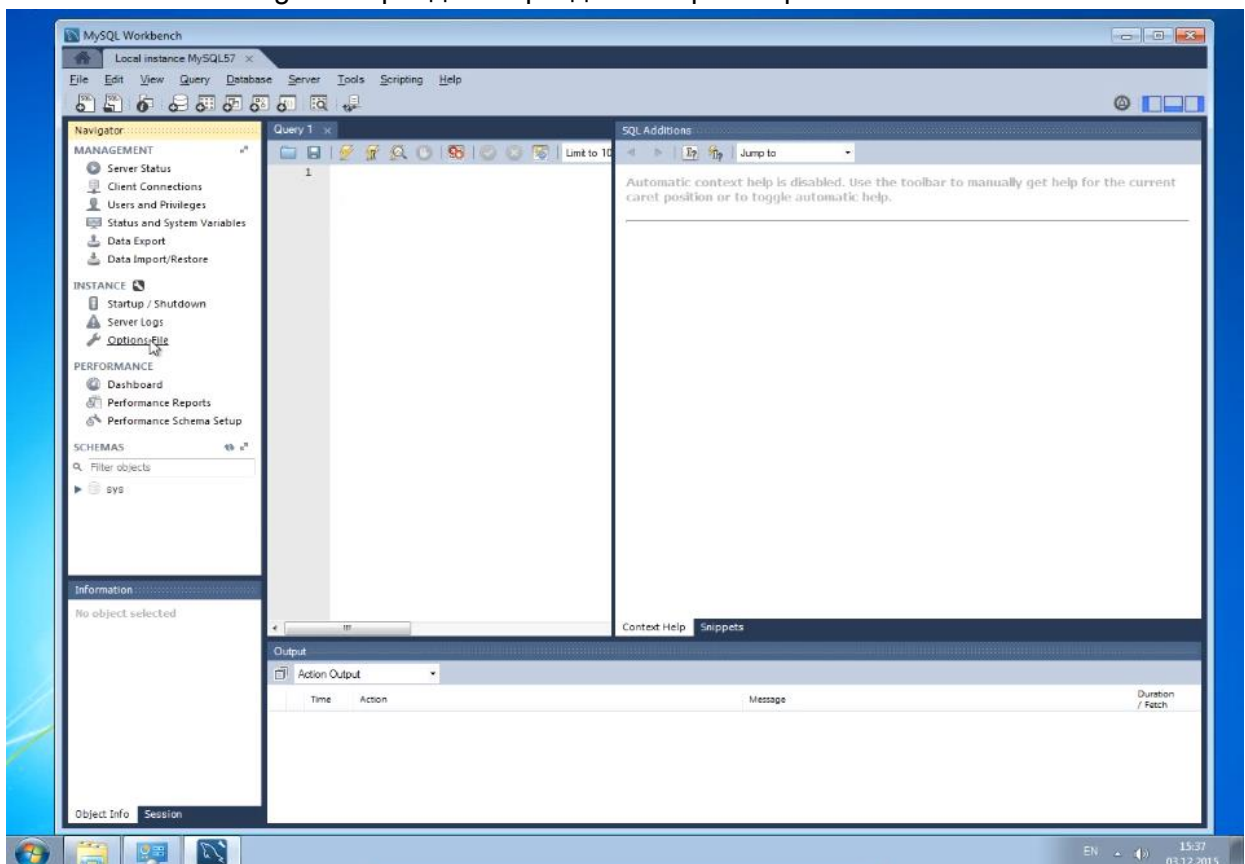 MySQL Workbench
Local instance MySQL57
File Edit View Query Database Server Tools Scripting Help
Navigator
MANAGEMENT
Server Status
Client Connections
Users and Privileges
Status and System Variables
Data Export
Data Import/Restore
INSTANCE
Startup / Shutdown
Server Logs
Options File
PERFORMANCE
Dashboard
Performance Reports
Performance Schema Setup
SCHEMAS
Filter objects
sys
Information
No object selected
Object Info Session
Query 1
Limit to 10
1
SQL Additions
Jump to
Automatic context help is disabled. Use the toolbar to manually get help for the current
caret position or to toggle automatic help.
Context Help Snippets
Output
Action Output
Time Action Message Duration
/ Fetch
EN 15:37
03.12.2015